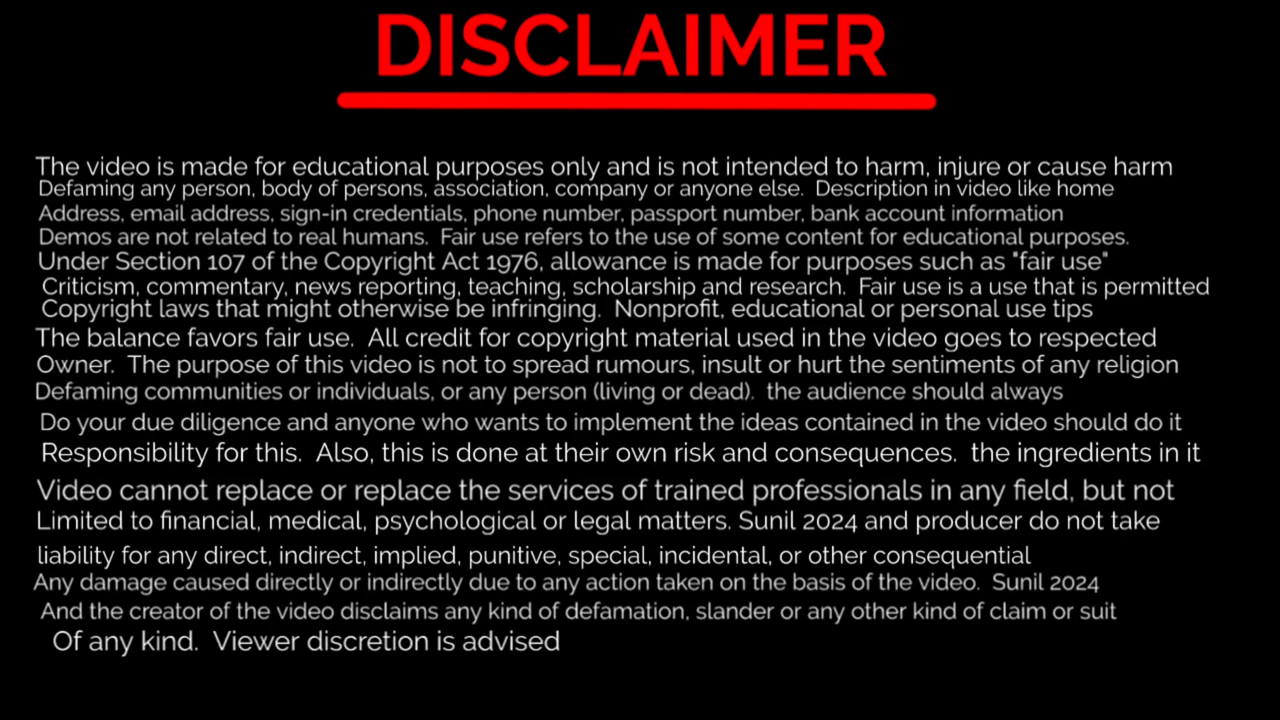 DISCLAIMER
The video is made for educational purposes only and is not intended to harm, injure or cause harm
Defaming any person, body of persons, association, company or anyone else. Description in video like home
Address, email address, sign-in credentials, phone number, passport number, bank account information
Demos are not related to real humans. Fair use refers to the use of some content for educational purposes.
Under Section 107 of the Copyright Act 1976, allowance is made for purposes such as "fair use"
Criticism, commentary, news reporting, teaching, scholarship and research. Fair use is a use that is permitted
Copyright laws that might otherwise be infringing. Nonprofit, educational or personal use tips
The balance favors fair use. All credit for copyright material used in the video goes to respected
Owner. The purpose of this video is not to spread rumours, insult or hurt the sentiments of any religion
Defaming communities or individuals, or any person (living or dead). the audience should always
Do your due diligence and anyone who wants to implement the ideas contained in the video should do it
Responsibility for this. Also, this is done at their own risk and consequences. the ingredients in it
Video cannot replace or replace the services of trained professionals in any field, but not
Limited to financial, medical, psychological or legal matters. Sunil 2024 and producer do not take
liability for any direct, indirect, implied, punitive, special, incidental, or other consequential
Any damage caused directly or indirectly due to any action taken on the basis of the video. Sunil 2024
And the creator of the video disclaims any kind of defamation, slander or any other kind of claim or suit
Of any kind. Viewer discretion is advised